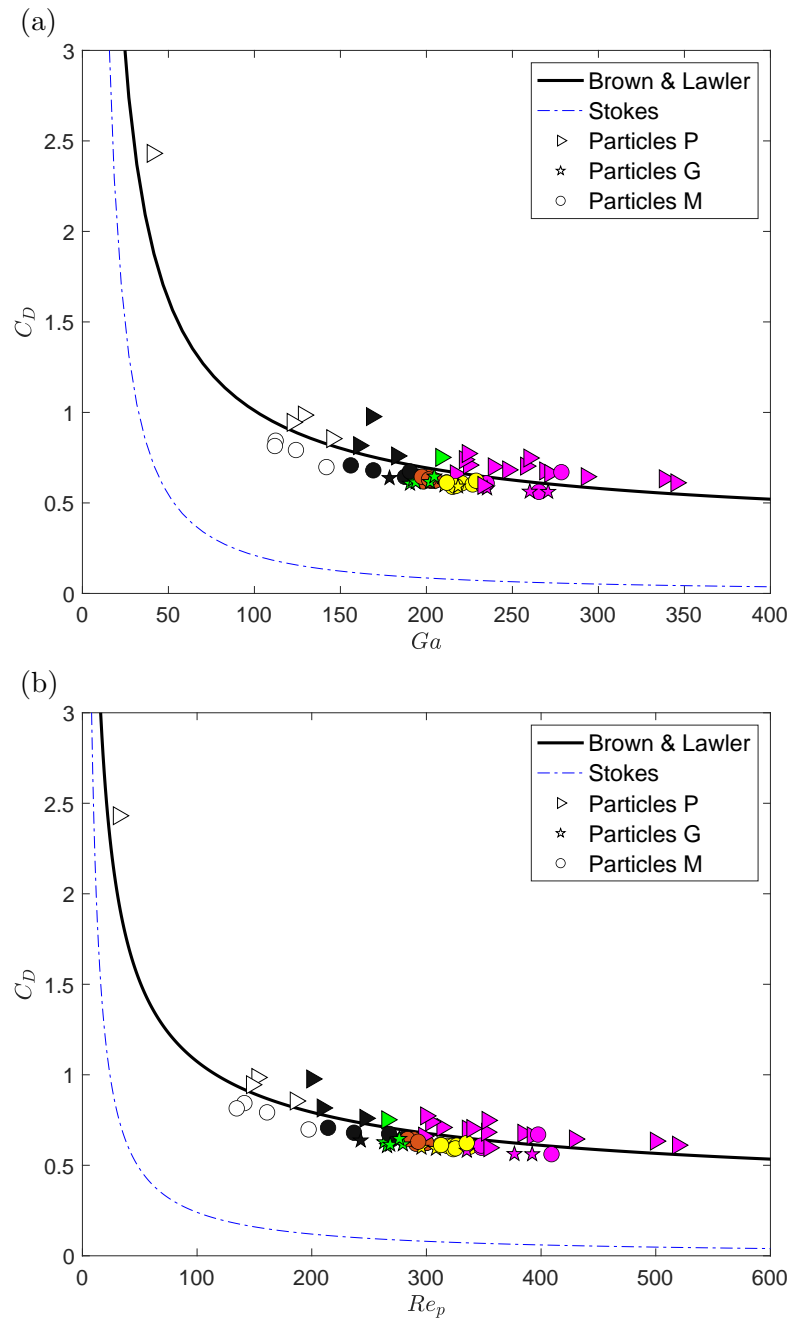 (a)
3
2.5
2
1.5
1
0.5
0
C_D
0 50 100 150 200 250 300 350 400
Ga
Brown & Lawler
Stokes
Particles P
Particles G
Particles M
(b)
3
2.5
2
1.5
1
0.5
0
C_D
0 100 200 300 400 500 600
Re_p
Brown & Lawler
Stokes
Particles P
Particles G
Particles M